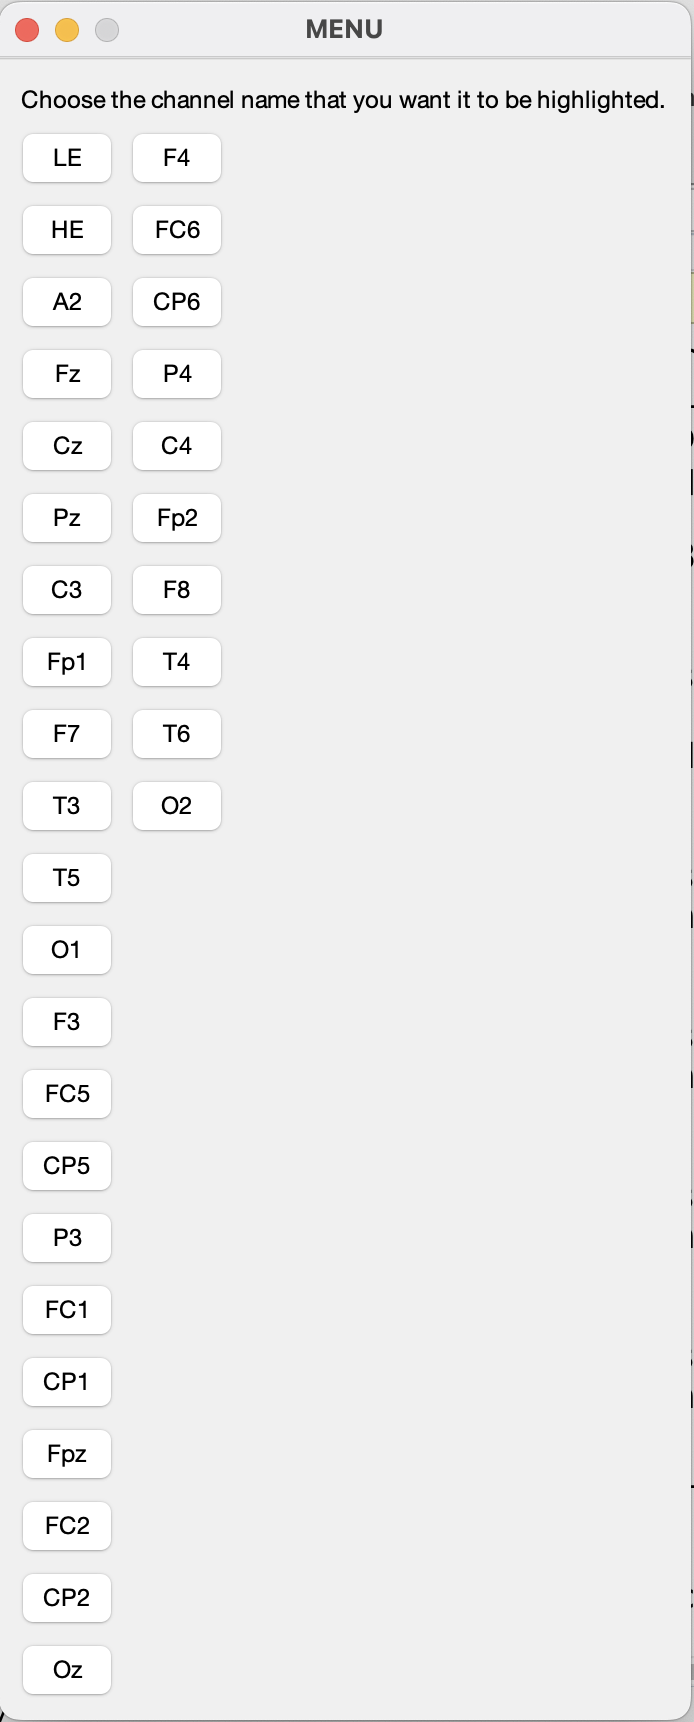 MENU
Choose the channel name that you want it to be highlighted.
LE F4
HE FC6
A2 CP6
Fz P4
Cz C4
Pz Fp2
C3 F8
Fp1 T4
F7 T6
T3 O2
T5
O1
F3
FC5
CP5
P3
FC1
CP1
Fpz
FC2
CP2
Oz